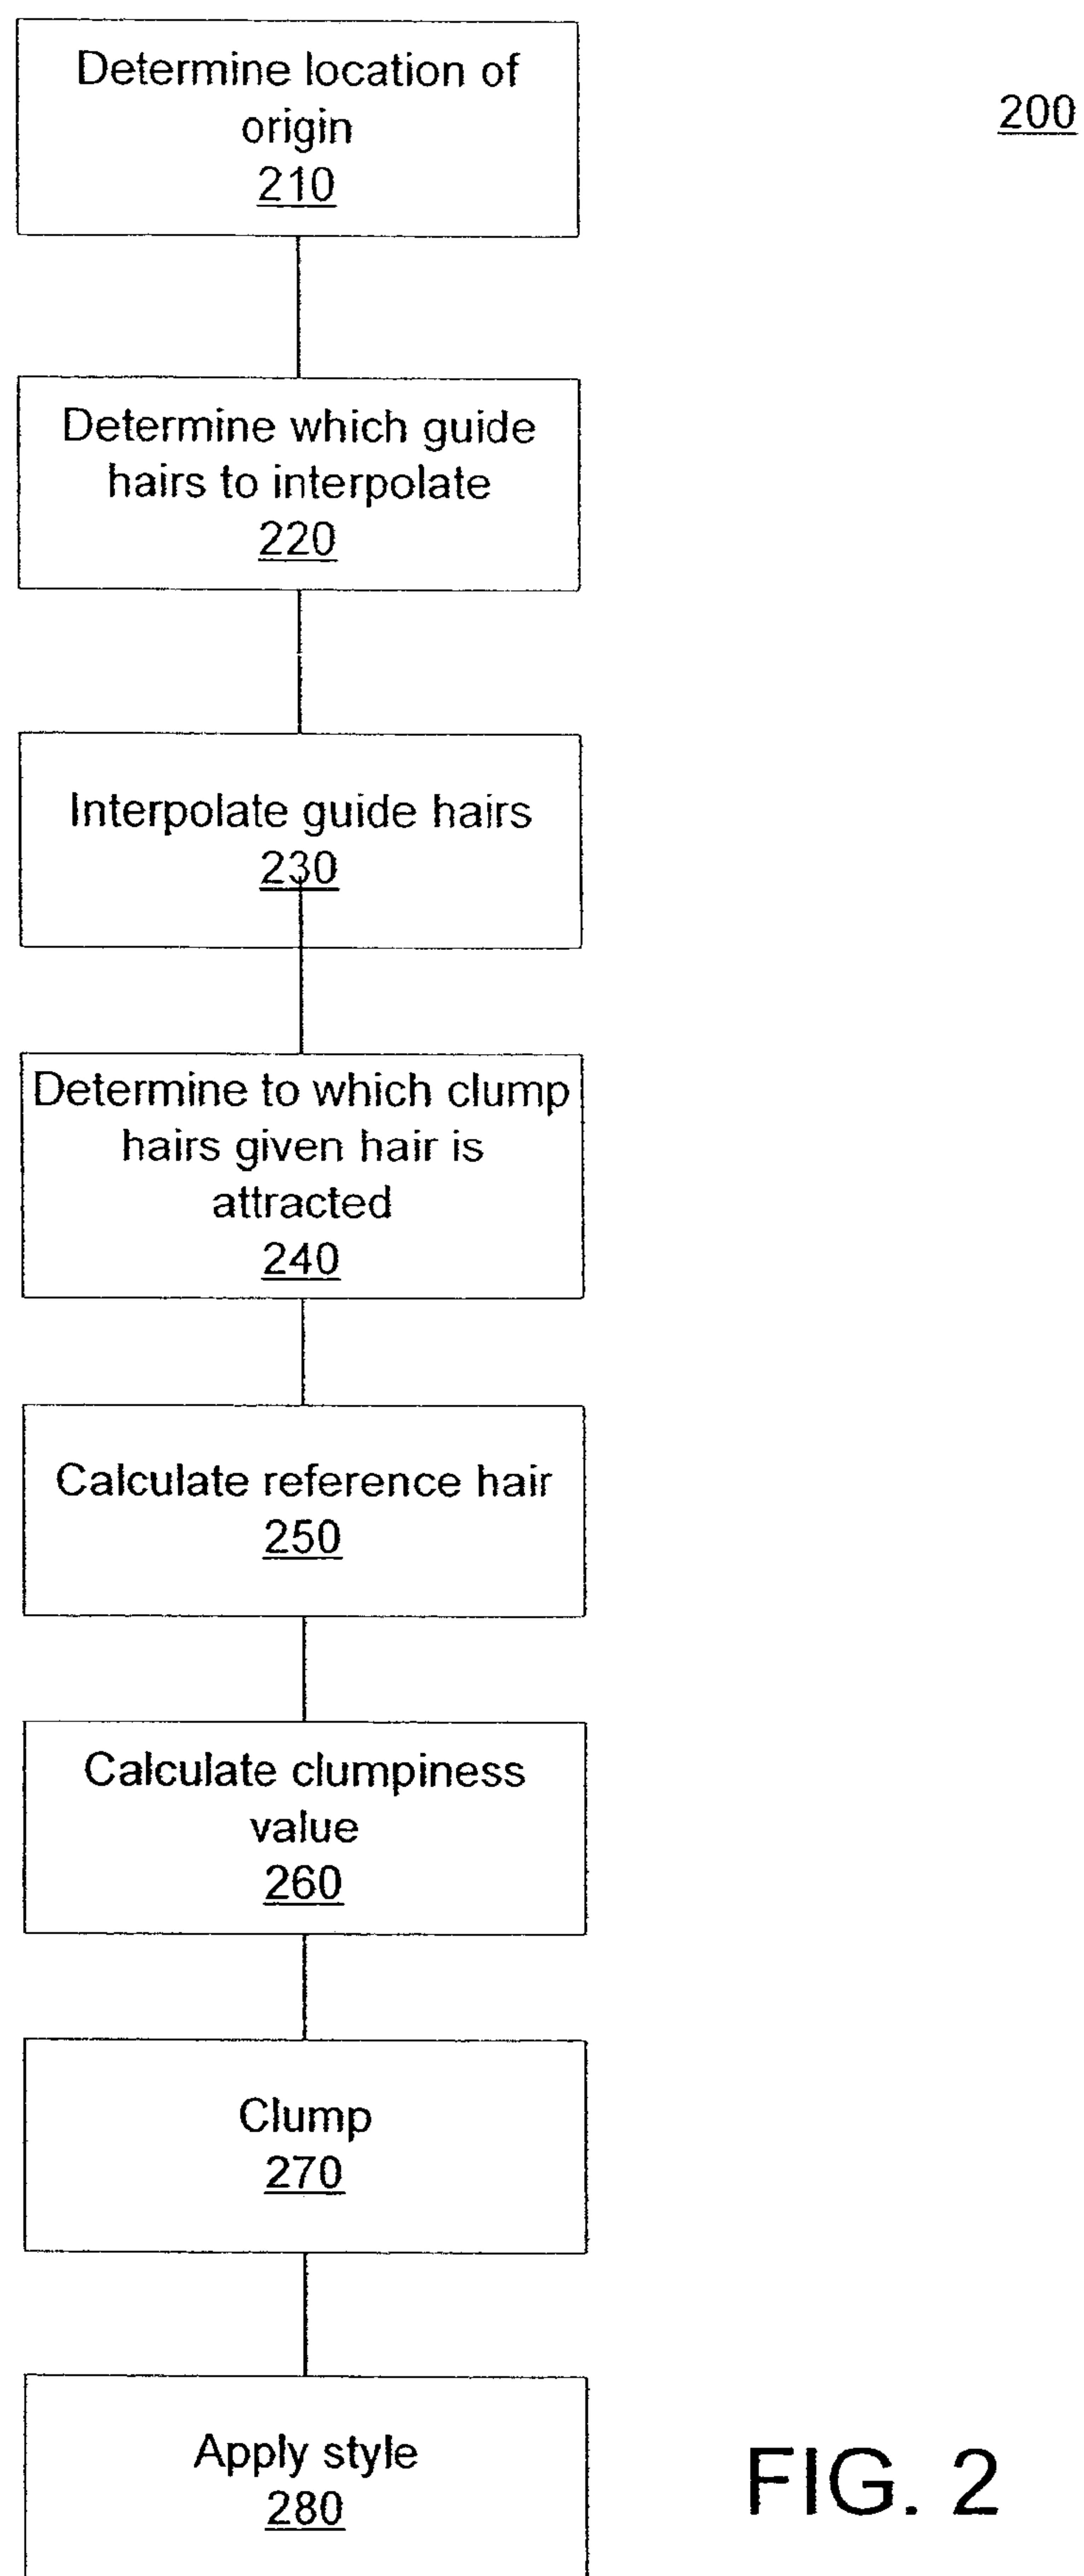 Determine location of
origin
210
200
Determine which guide
hairs to interpolate
220
Interpolate guide hairs
230
Determine to which clump
hairs given hair is
attracted
240
Calculate reference hair
250
Calculate clumpiness
value
260
Clump
270
Apply style
280
FIG. 2